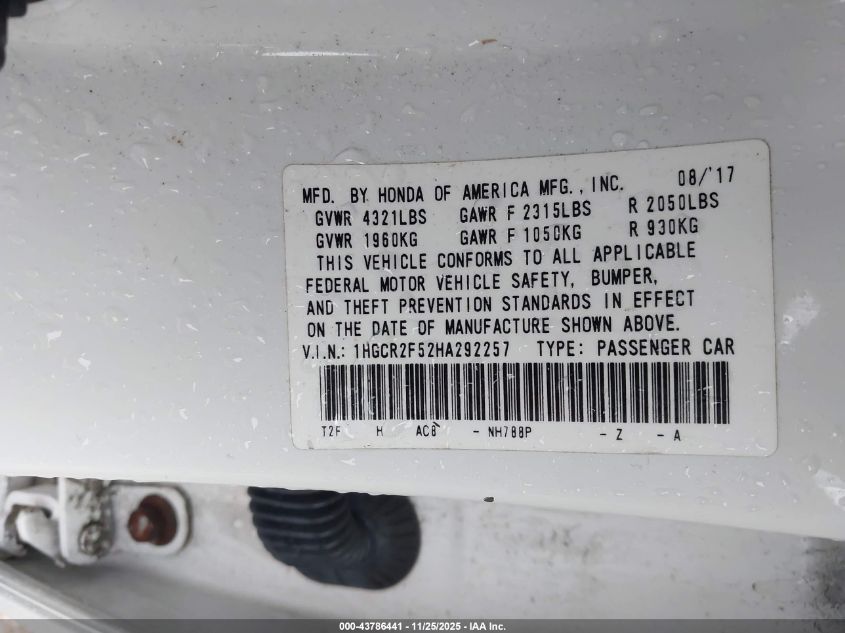 MFD. BY HONDA OF AMERICA MFG., INC. 08/'17
GVWR 4321LBS GAWR F 2315LBS R 2050LBS
GVWR 1960KG GAWR F 1050KG R 930KG
THIS VEHICLE CONFORMS TO ALL APPLICABLE
FEDERAL MOTOR VEHICLE SAFETY, BUMPER,
AND THEFT PREVENTION STANDARDS IN EFFECT
ON THE DATE OF MANUFACTURE SHOWN ABOVE.
V.I.N.: 1HGCR2F52HA292257 TYPE: PASSENGER CAR
T2F H AC8 - NH788P - Z - A
000-43786441 - 11/25/2025 - IAA Inc.